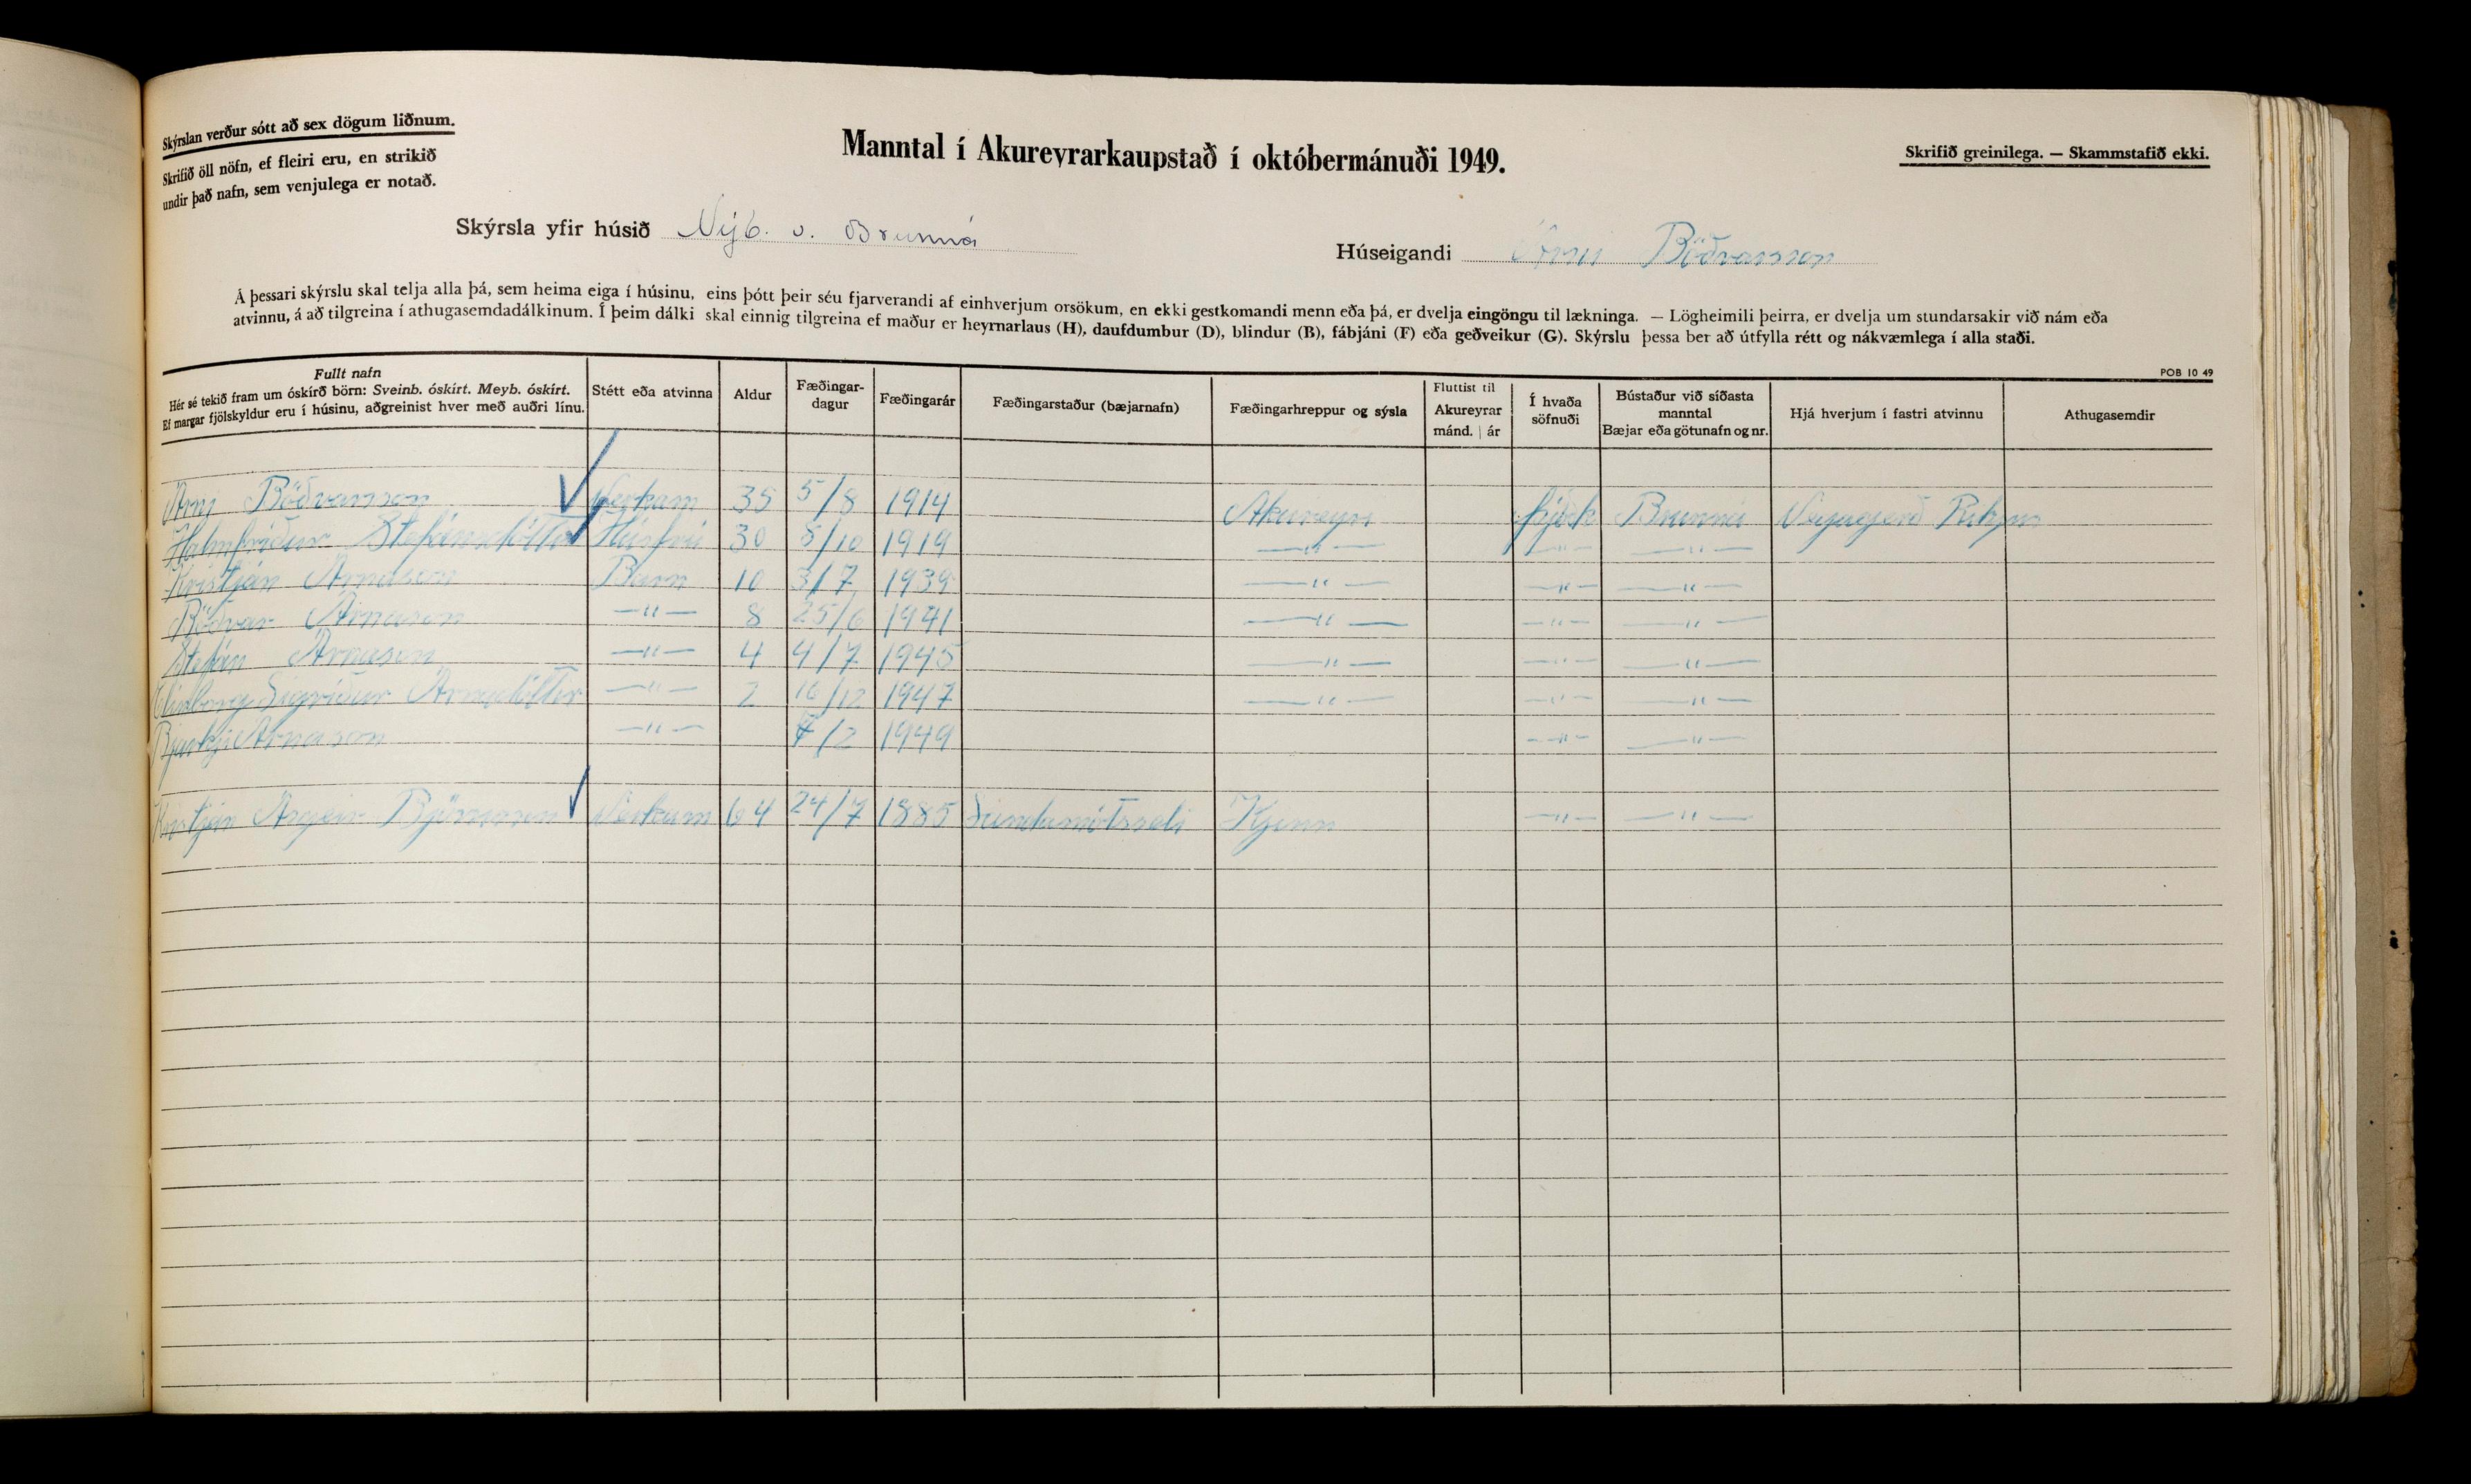 Skýrslan verður sótt að sex dögum liðnum.
Skrifið öll nöfn, ef fleiri eru, en strikið
undir það nafn, sem venjulega er notað.
Manntal í Akureyrarkaupstað í októbermánuði 1949.
Skrifið greinilega. — Skammstafið ekki.
Skýrsla yfir húsið Nýb. v. Brunná
Húseigandi Árni Böðvarsson
Á þessari skýrslu skal telja alla þá, sem heima eiga í húsinu, eins þótt þeir séu fjarverandi af einhverjum orsökum, en ekki gestkomandi menn eða þá, er dvelja eingöngu til lækninga. — Lögheimili þeirra, er dvelja um stundarsakir við nám eða
atvinnu, á að tilgreina í athugasemdadálkinum. Í þeim dálki skal einnig tilgreina ef maður er heyrnarlaus (H), daufdumbur (D), blindur (B), fábjáni (F) eða geðveikur (G). Skýrslu þessa ber að útfylla rétt og nákvæmlega í alla staði.
POB 10 49
Fullt nafn
Hér sé tekið fram um óskírð börn: Sveinb. óskírt. Meyb. óskírt.
Ef margar fjölskyldur eru í húsinu, aðgreinist hver með auðri línu.
Stétt eða atvinna
Aldur
Fæðingar-
dagur
Fæðingarár
Fæðingarstaður (bæjarnafn)
Fæðingarhreppur og sýsla
Fluttist til
Akureyrar
mánd. | ár
Í hvaða
söfnuði
Bústaður við síðasta
manntal
Bæjar eða götunafn og nr.
Hjá hverjum í fastri atvinnu
Athugasemdir
Árni Böðvarsson Verkam 35 5/8 1914 Akureyri Þjóðk Brunná Vegagerð
Hólmfríður Stefánsdóttir Húsfrú 30 8/10 1919 —"— —"— —"—
Kristján Árnason Barn 10 3/7 1939 —"— —"— —"—
Böðvar Árnason —"— 8 25/6 1941 —"— —"— —"—
Stefán Árnason —"— 4 4/7 1945 —"— —"— —"—
Elinborg Sigríður Árnadóttir —"— 2 16/12 1947 —"— —"— —"—
Árnason —"— /2 1949 —"— —"—
Kristján Ásgeir Verkam 64 24/7 1885 Kinn —"— —"—